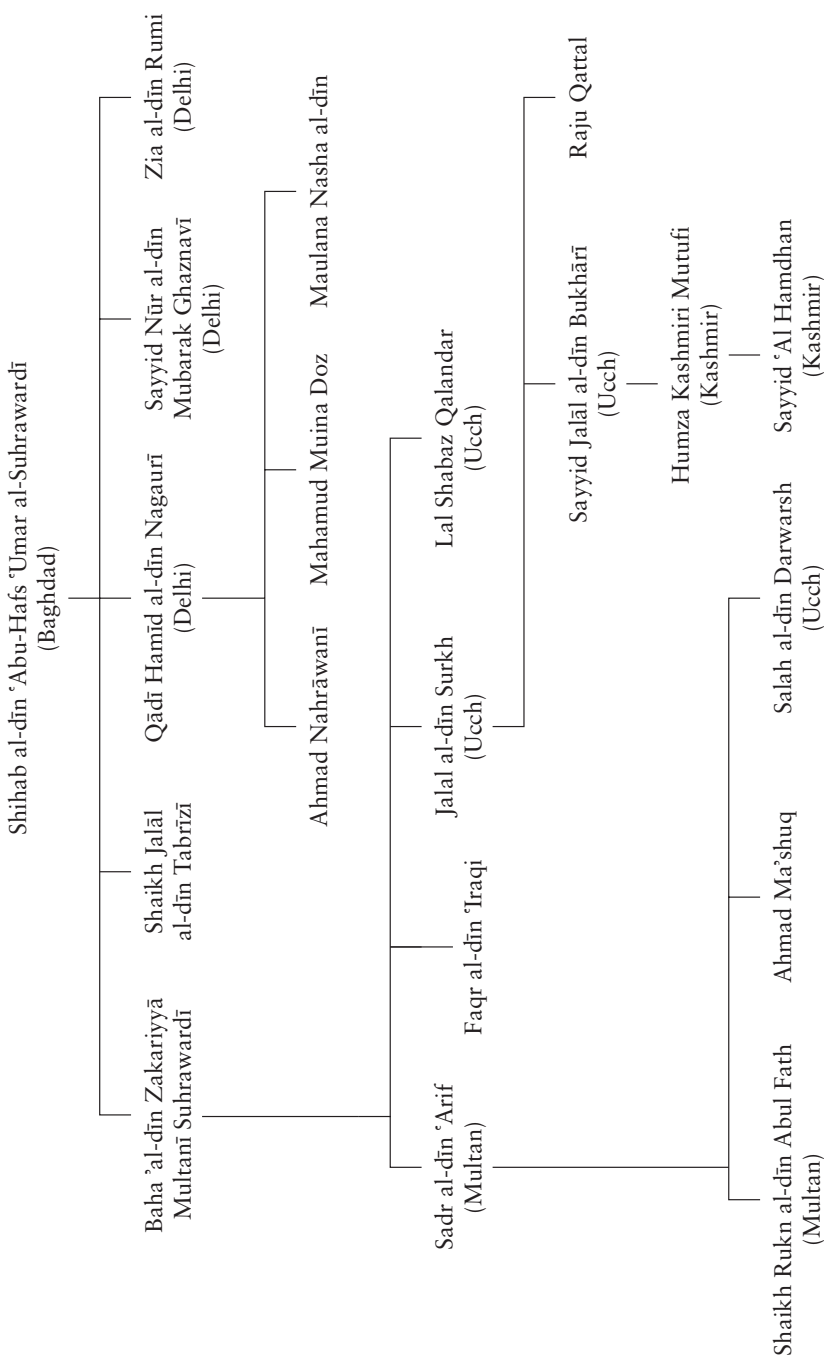 Shihab al-dīn ʿAbu-Hafs ʿUmar al-Suhrawardī
(Baghdad)
Baha ʾal-dīn Zakariyyā
Multanī Suhrawardī
Shaikh Jalāl
al-dīn Tabrīzī
Qādī Hamīd al-dīn Nagaurī
(Delhi)
Sayyid Nūr al-dīn
Mubarak Ghaznavī
(Delhi)
Zia al-dīn Rumi
(Delhi)
Ahmad Nahrāwanī
Mahamud Muina Doz
Maulana Nasha al-dīn
Sadr al-dīn ʿArif
(Multan)
Faqr al-dīn ʿIraqi
Jalal al-dīn Surkh
(Ucch)
Lal Shabaz Qalandar
(Ucch)
Sayyid Jalāl al-dīn Bukhārī
(Ucch)
Raju Qattal
Humza Kashmiri Mutufi
(Kashmir)
Shaikh Rukn al-dīn Abul Fath
(Multan)
Ahmad Maʾshuq
Salah al-dīn Darwarsh
(Ucch)
Sayyid ʿAl Hamdhan
(Kashmir)